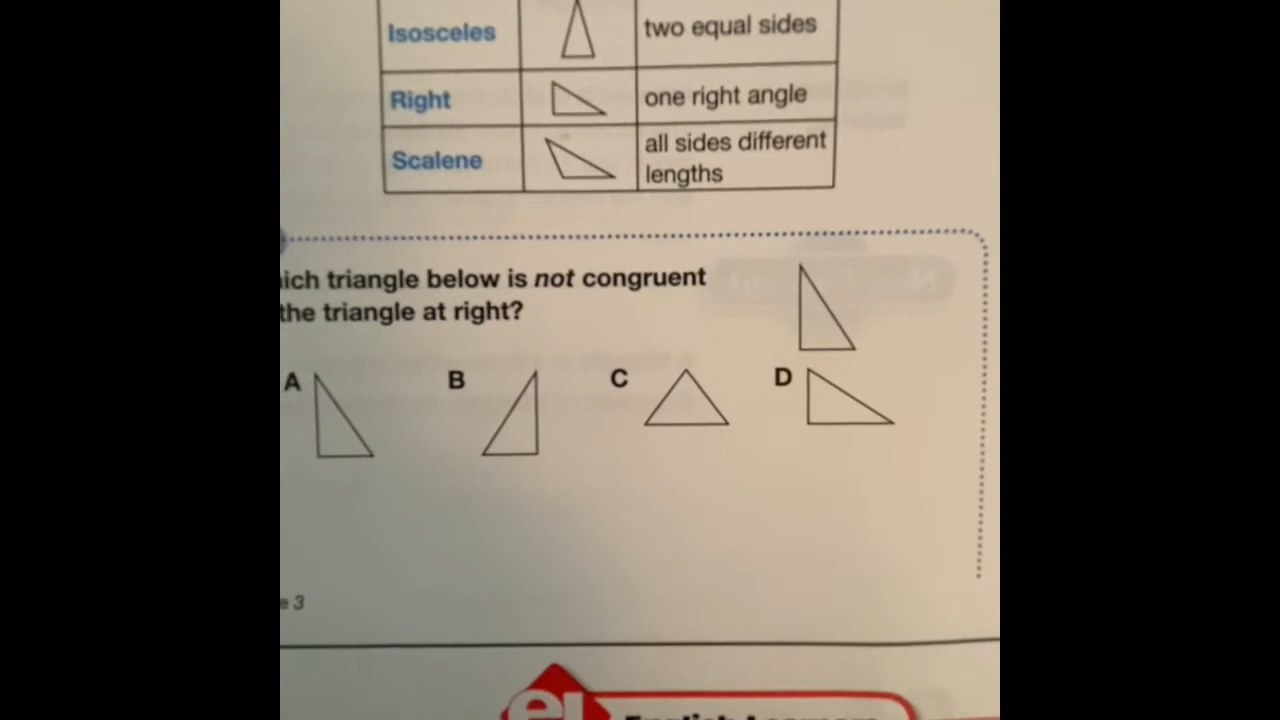 Isosceles two equal sides
Right one right angle
Scalene all sides different
lengths
triangle below is not congruent
the triangle at right?
A B C D
3